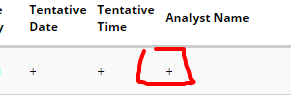 e Tentative Tentative Analyst Name
y Date Time
+ + +